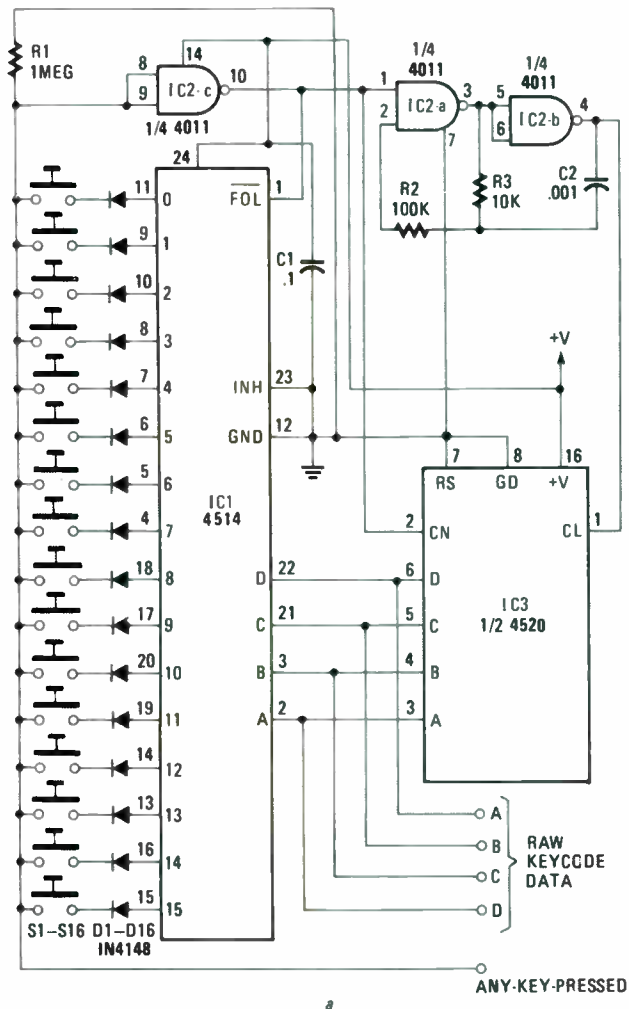 R1
1MEG
8
9
14
IC2-c
10
1/4 4011
1/4
4011
1
2
IC2-a
3
7
1/4
4011
5
6
IC2-b
4
R2
100K
R3
10K
C2
.001
24
11 0
9 1
10 2
8 3
7 4
6 5
5 6
4 7
18 8
17 9
20 10
19 11
14 12
13 13
16 14
15 15
1 FOL
C1
.1
INH 23
GND 12
IC1
4514
D 22
C 21
B 3
A 2
+V
7 8 16
RS GD +V
2 CN
CL 1
6 D
5 C
4 B
3 A
IC3
1/2 4520
A
B
C
D
RAW
KEYCODE
DATA
S1-S16 D1-D16
IN4148
ANY-KEY-PRESSED
a